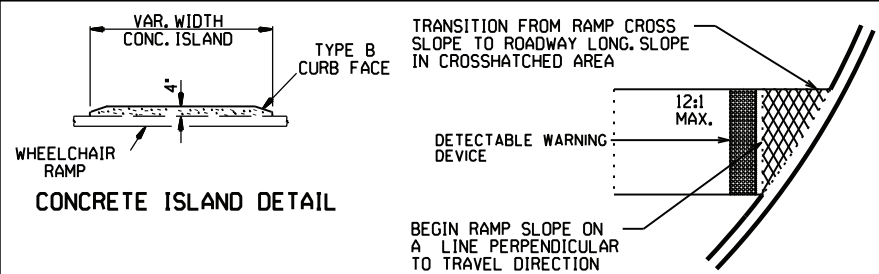 VAR. WIDTH
CONC. ISLAND
TYPE B
CURB FACE
4"
WHEELCHAIR
RAMP
CONCRETE ISLAND DETAIL
TRANSITION FROM RAMP CROSS
SLOPE TO ROADWAY LONG. SLOPE
IN CROSSHATCHED AREA
12:1
MAX.
DETECTABLE WARNING
DEVICE
BEGIN RAMP SLOPE ON
A LINE PERPENDICULAR
TO TRAVEL DIRECTION